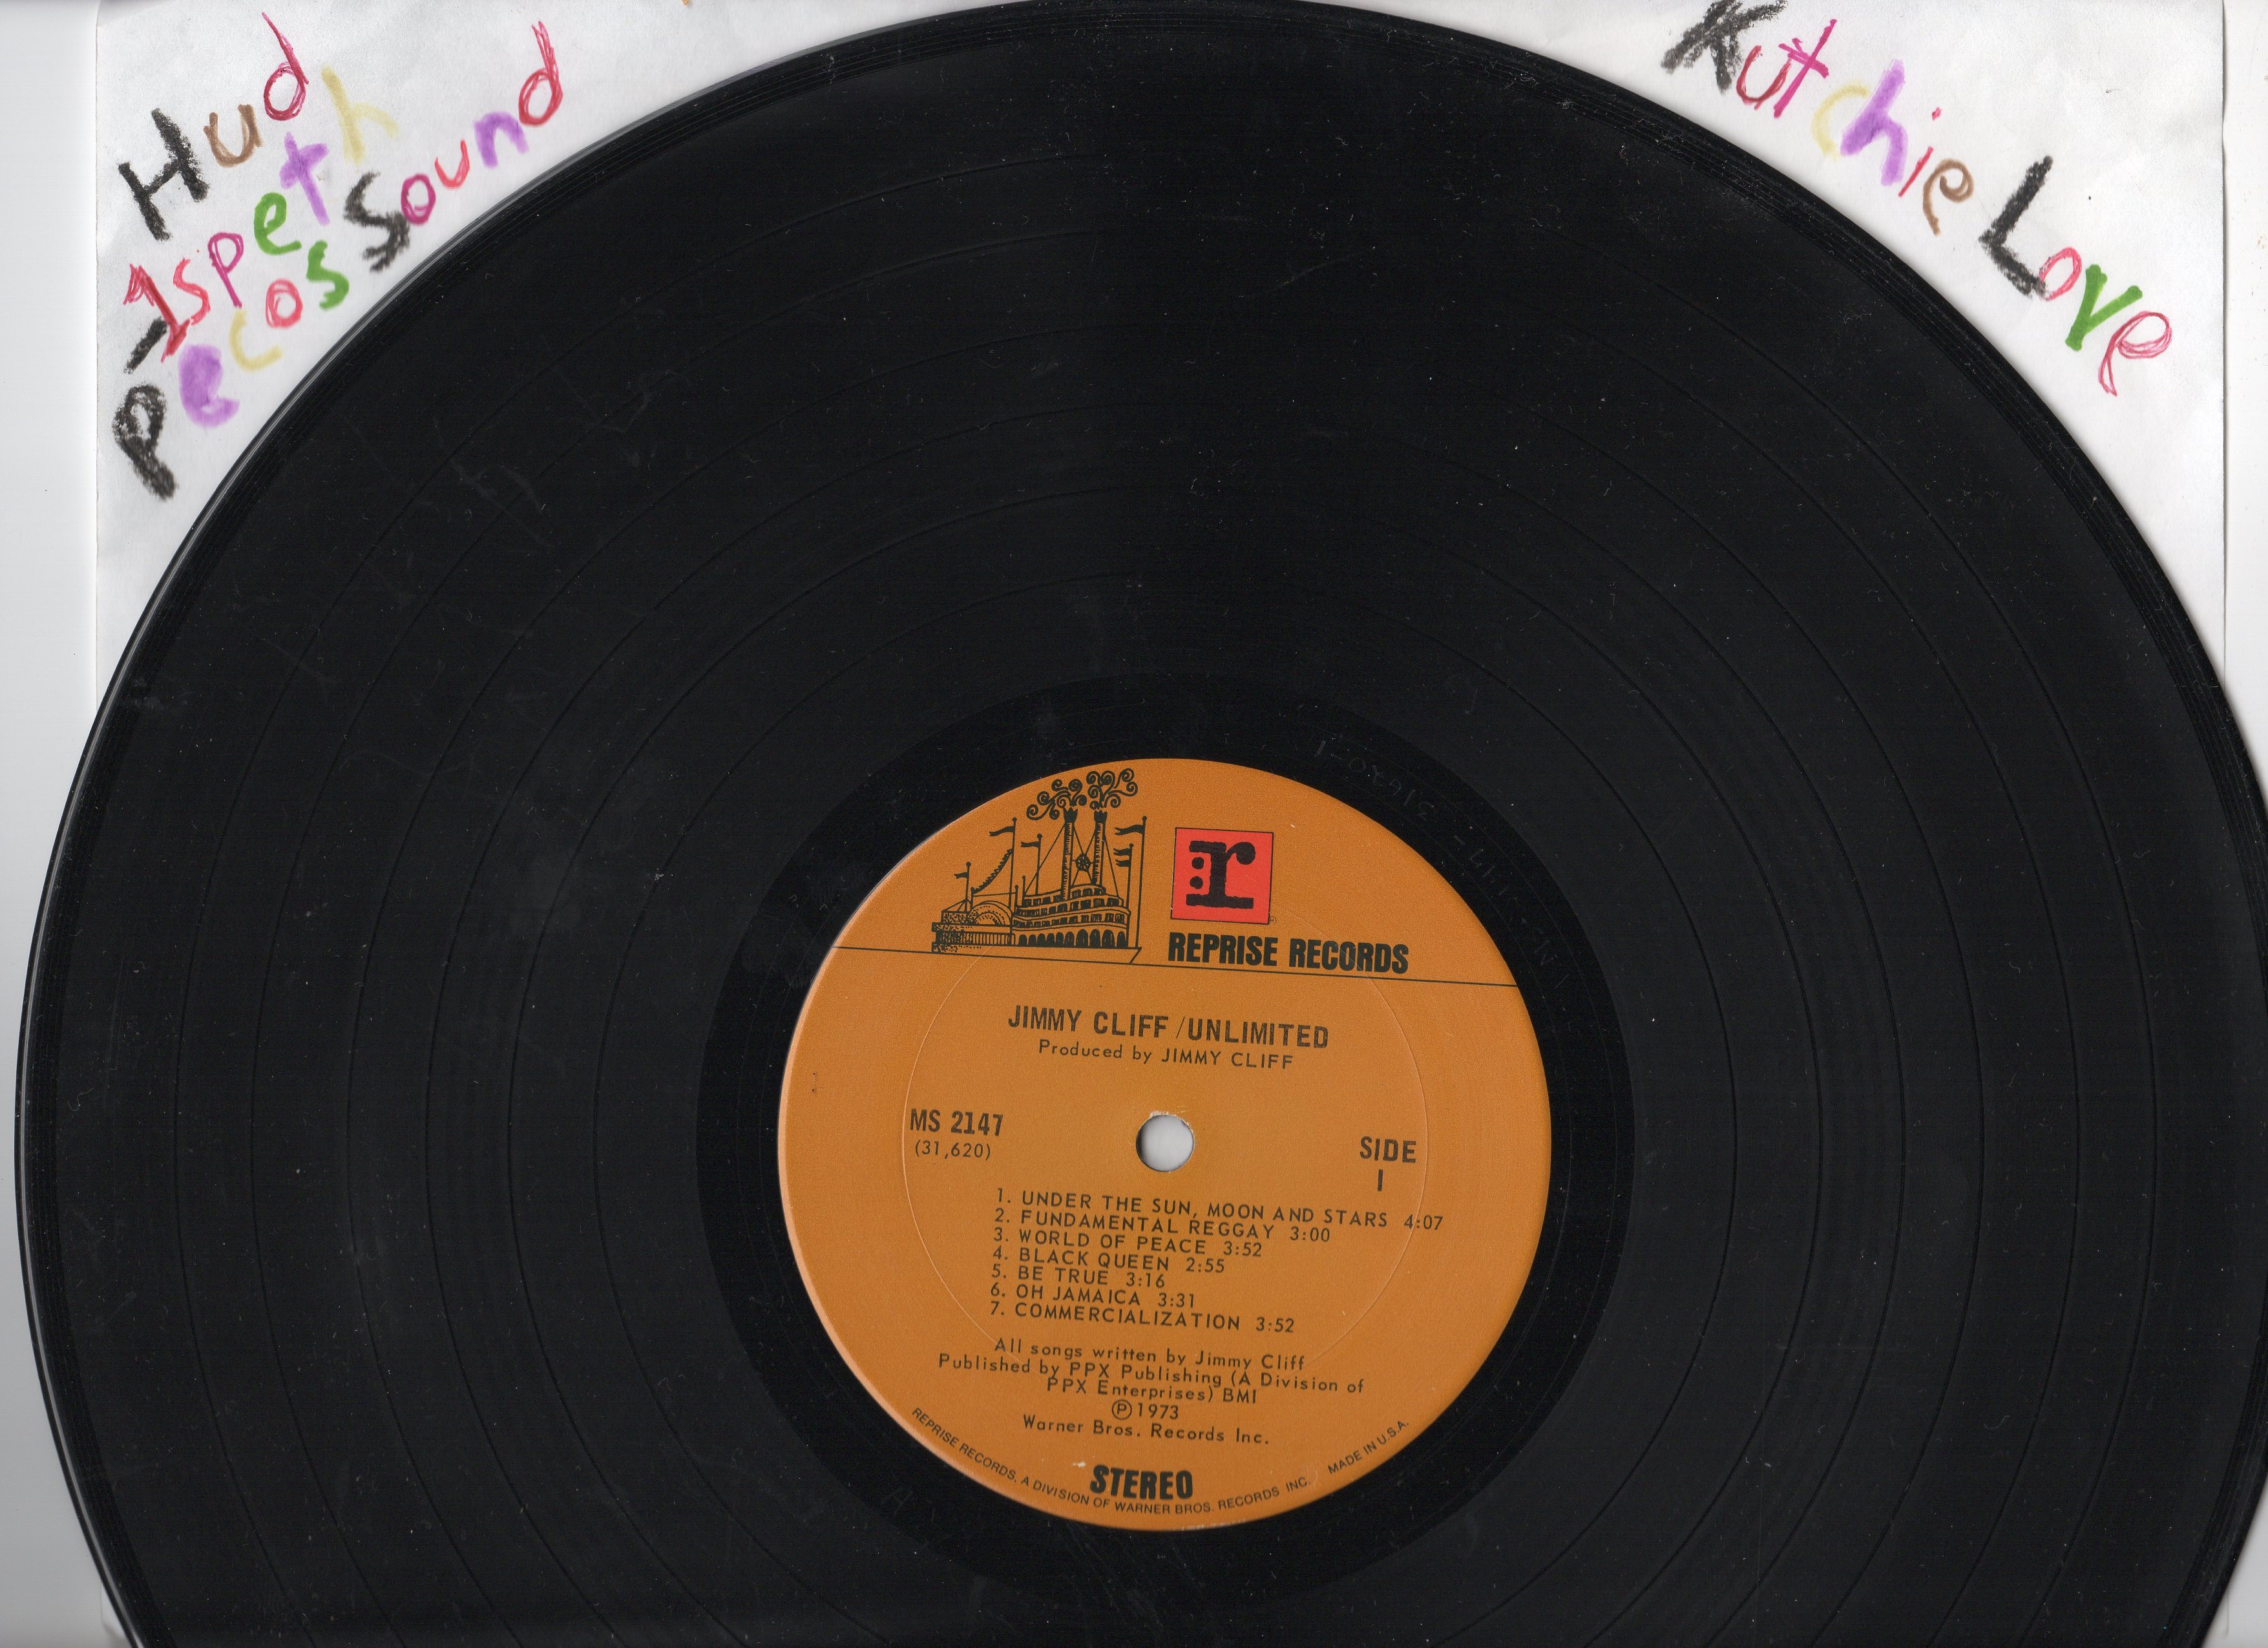 Hud
-1speth
Pecos Sound
Kutchie Love
r:
REPRISE RECORDS
JIMMY CLIFF/UNLIMITED
Produced by JIMMY CLIFF
MS 2147
(31,620)
SIDE
1
1. UNDER THE SUN, MOON AND STARS 4:07
2. FUNDAMENTAL REGGAY 3:00
3. WORLD OF PEACE 3:52
4. BLACK QUEEN 2:55
5. BE TRUE 3:16
6. OH JAMAICA 3:31
7. COMMERCIALIZATION 3:52
All songs written by Jimmy Cliff
Published by PPX Publishing (A Division of
PPX Enterprises) BMI
Ⓟ1973
Warner Bros. Records Inc.
STEREO
REPRISE RECORDS, A DIVISION OF WARNER BROS. RECORDS INC. MADE IN U.S.A.